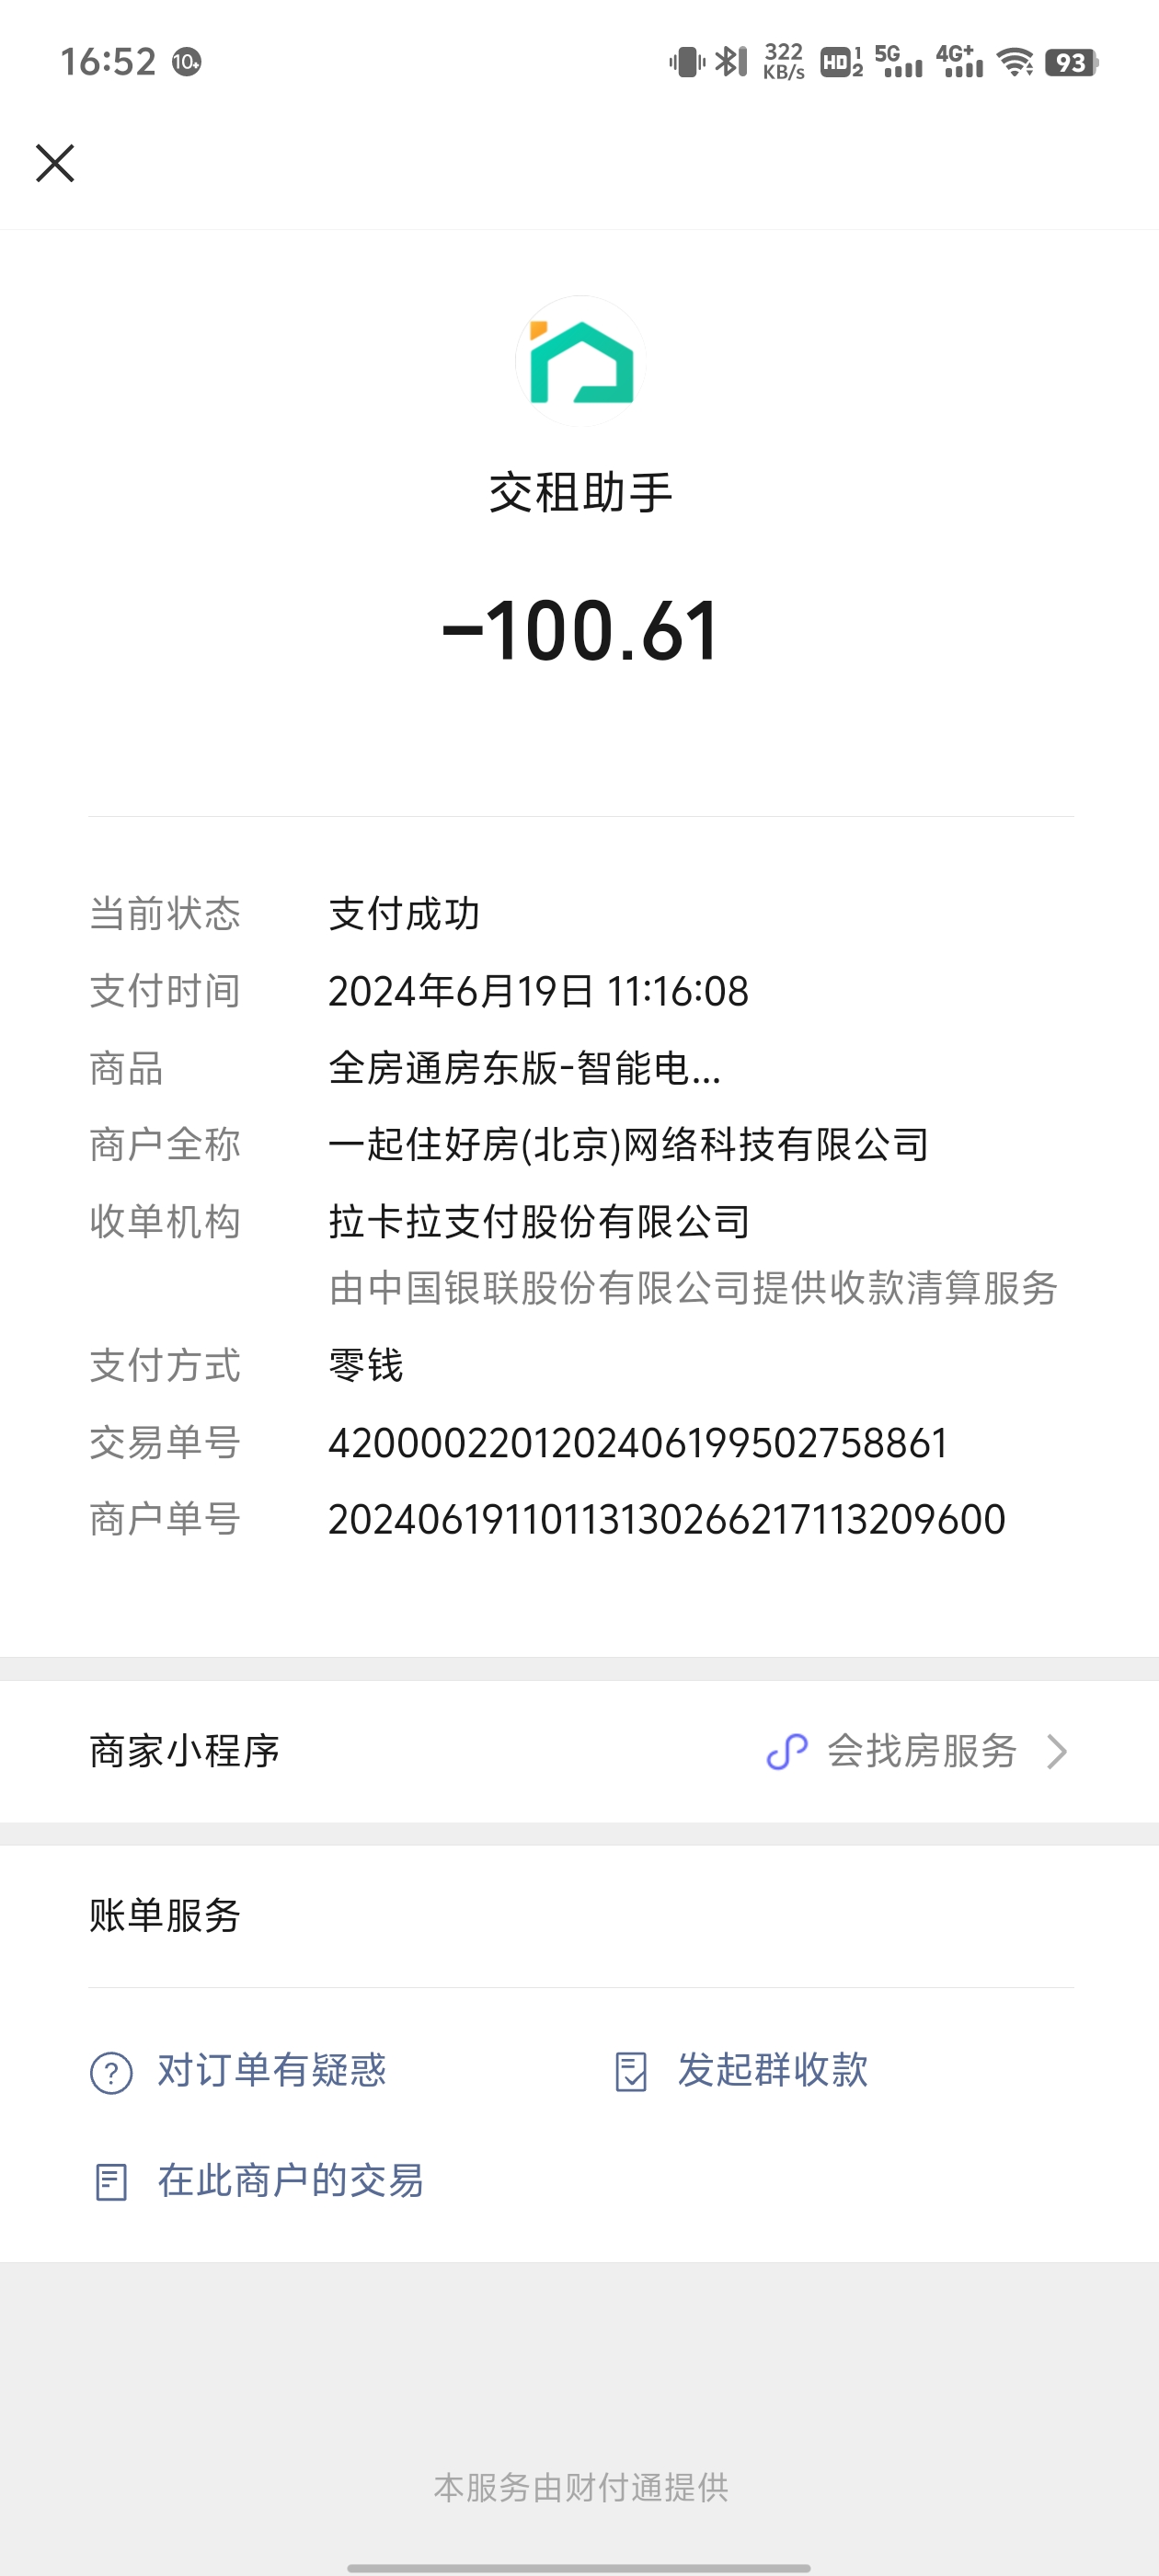 16:52 10+ 322 KB/s HD 1 2 5G 4G+ 93
交租助手
-100.61
当前状态 支付成功
支付时间 2024年6月19日 11:16:08
商品 全房通房东版-智能电...
商户全称 一起住好房(北京)网络科技有限公司
收单机构 拉卡拉支付股份有限公司
由中国银联股份有限公司提供收款清算服务
支付方式 零钱
交易单号 4200002201202406199502758861
商户单号 20240619110113130266217113209600
商家小程序 会找房服务
账单服务
对订单有疑惑 发起群收款
在此商户的交易
本服务由财付通提供